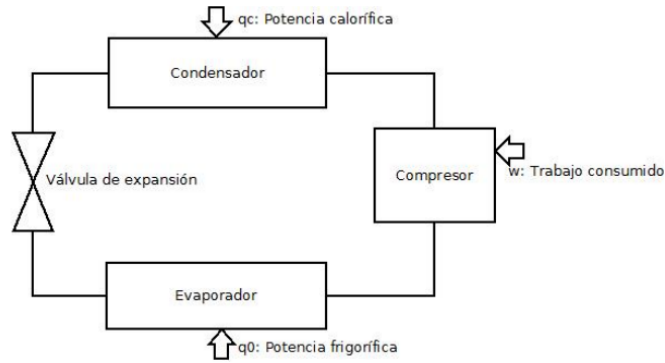 qc: Potencia calorífica
Condensador
Compresor
w: Trabajo consumido
Válvula de expansión
Evaporador
q0: Potencia frigorífica